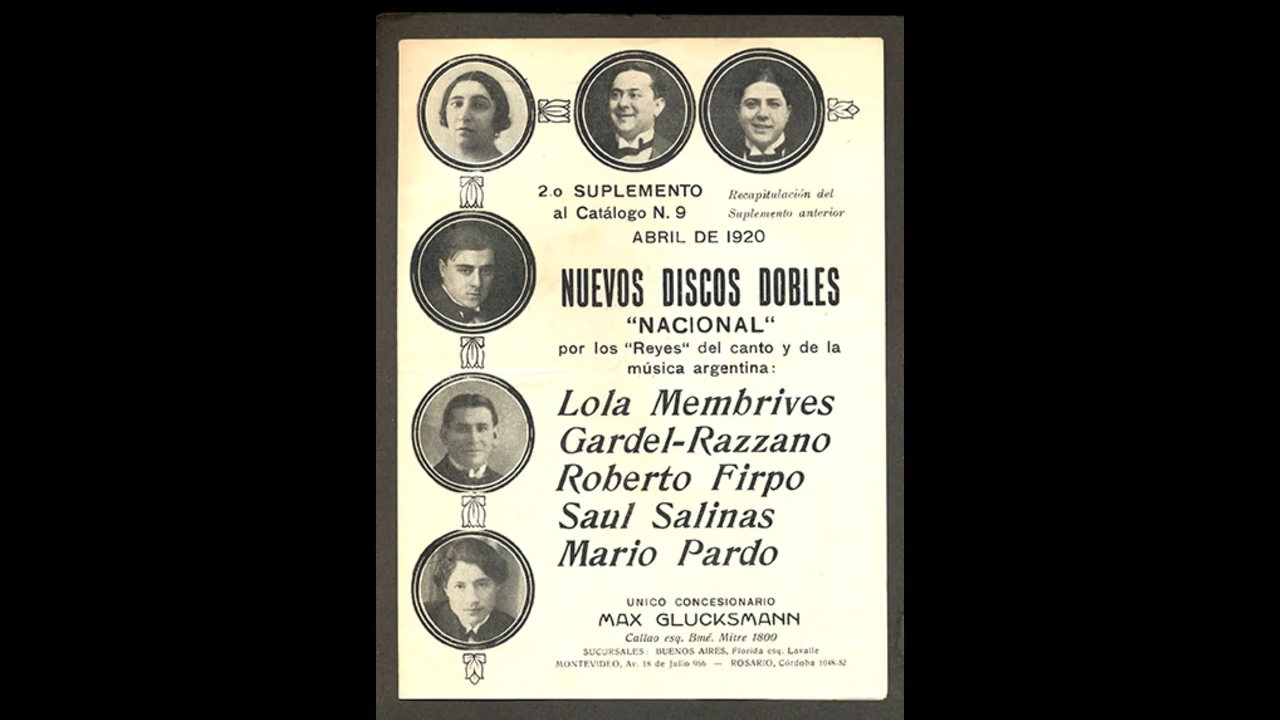 2.o SUPLEMENTO
al Catálogo N. 9
Recapitulación del
Suplemento anterior
ABRIL DE 1920
NUEVOS DISCOS DOBLES
"NACIONAL"
por los "Reyes" del canto y de la
música argentina:
Lola Membrives
Gardel-Razzano
Roberto Firpo
Saul Salinas
Mario Pardo
UNICO CONCESIONARIO
MAX GLUCKSMANN
Callao esq. Bmé. Mitre 1800
SUCURSALES: BUENOS AIRES, Florida esq. Lavalle
MONTEVIDEO, Av. 18 de Julio 966 — ROSARIO, Córdoba 1048-52